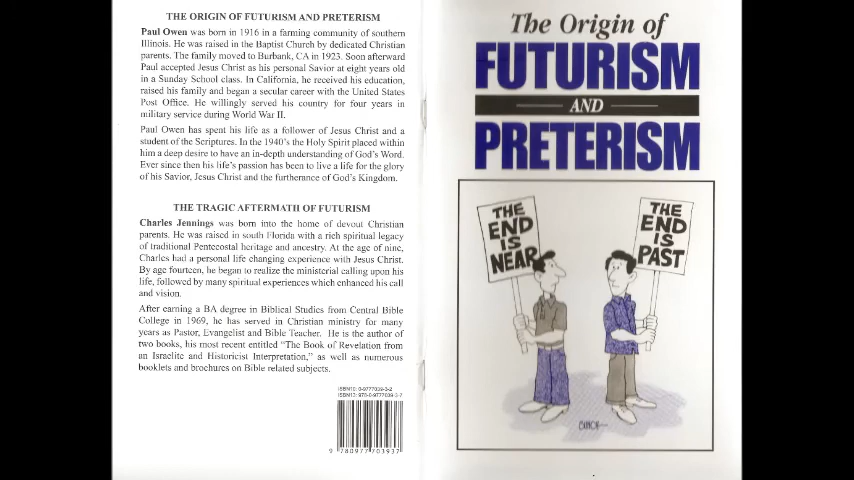 THE ORIGIN OF FUTURISM AND PRETERISM
Paul Owen was born in 1916 in a farming community of southern
Illinois. He was raised in the Baptist Church by dedicated Christian
parents. The family moved to Burbank, CA in 1923. Soon afterward
Paul accepted Jesus Christ as his personal Savior at eight years old
in a Sunday School class. In California, he received his education,
raised his family and began a secular career with the United States
Post Office. He willingly served his country for four years in
military service during World War II.
Paul Owen has spent his life as a follower of Jesus Christ and a
student of the Scriptures. In the 1940's the Holy Spirit placed within
him a deep desire to have an in-depth understanding of God's Word.
Ever since then his life's passion has been to live a life for the glory
of his Savior, Jesus Christ and the furtherance of God's Kingdom.
THE TRAGIC AFTERMATH OF FUTURISM
Charles Jennings was born into the home of devout Christian
parents. He was raised in south Florida with a rich spiritual legacy
of traditional Pentecostal heritage and ancestry. At the age of nine,
Charles had a personal life changing experience with Jesus Christ.
By age fourteen, he began to realize the ministerial calling upon his
life, followed by many spiritual experiences which enhanced his call
and vision.
After earning a BA degree in Biblical Studies from Central Bible
College in 1969, he has served in Christian ministry for many
years as Pastor, Evangelist and Bible Teacher. He is the author of
two books, his most recent entitled "The Book of Revelation from
an Israelite and Historicist Interpretation," as well as numerous
booklets and brochures on Bible related subjects.
ISBN10: 0-9777039-3-2
ISBN13: 978-0-9777039-3-7
9 780977 703937
The Origin of
FUTURISM
AND
PRETERISM
THE
END
IS
NEAR
THE
END
IS
PAST